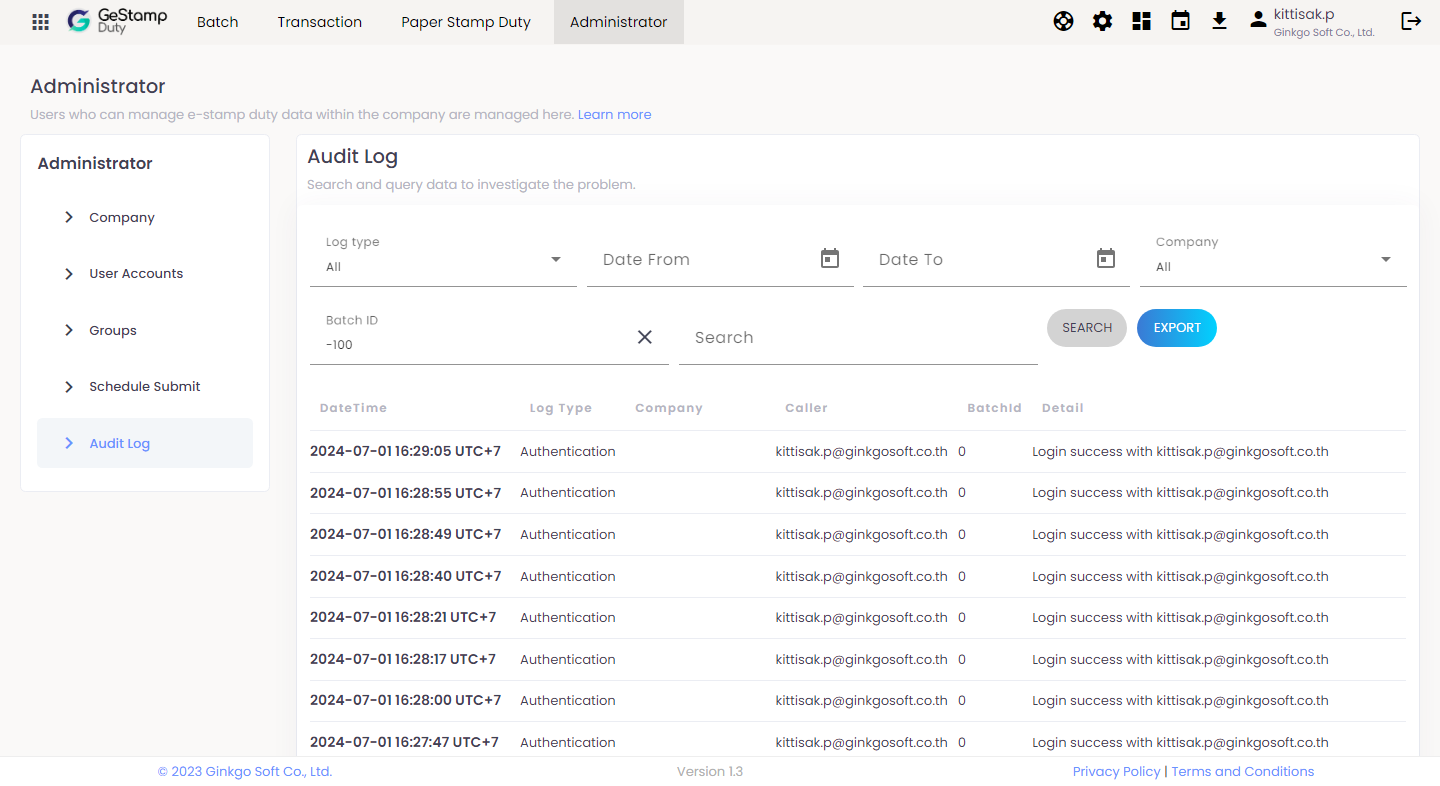 GeStamp
Duty
Batch
Transaction
Paper Stamp Duty
Administrator
kittisak.p
Ginkgo Soft Co., Ltd.
Administrator
Users who can manage e-stamp duty data within the company are managed here. Learn more
Administrator
Company
User Accounts
Groups
Schedule Submit
Audit Log
Audit Log
Search and query data to investigate the problem.
Log type
All
Date From
Date To
Company
All
Batch ID
-100
Search
SEARCH
EXPORT
DateTime Log Type Company Caller BatchId Detail
2024-07-01 16:29:05 UTC+7 Authentication kittisak.p@ginkgosoft.co.th 0 Login success with kittisak.p@ginkgosoft.co.th
2024-07-01 16:28:55 UTC+7 Authentication kittisak.p@ginkgosoft.co.th 0 Login success with kittisak.p@ginkgosoft.co.th
2024-07-01 16:28:49 UTC+7 Authentication kittisak.p@ginkgosoft.co.th 0 Login success with kittisak.p@ginkgosoft.co.th
2024-07-01 16:28:40 UTC+7 Authentication kittisak.p@ginkgosoft.co.th 0 Login success with kittisak.p@ginkgosoft.co.th
2024-07-01 16:28:21 UTC+7 Authentication kittisak.p@ginkgosoft.co.th 0 Login success with kittisak.p@ginkgosoft.co.th
2024-07-01 16:28:17 UTC+7 Authentication kittisak.p@ginkgosoft.co.th 0 Login success with kittisak.p@ginkgosoft.co.th
2024-07-01 16:28:00 UTC+7 Authentication kittisak.p@ginkgosoft.co.th 0 Login success with kittisak.p@ginkgosoft.co.th
2024-07-01 16:27:47 UTC+7 Authentication kittisak.p@ginkgosoft.co.th 0 Login success with kittisak.p@ginkgosoft.co.th
© 2023 Ginkgo Soft Co., Ltd.
Version 1.3
Privacy Policy | Terms and Conditions